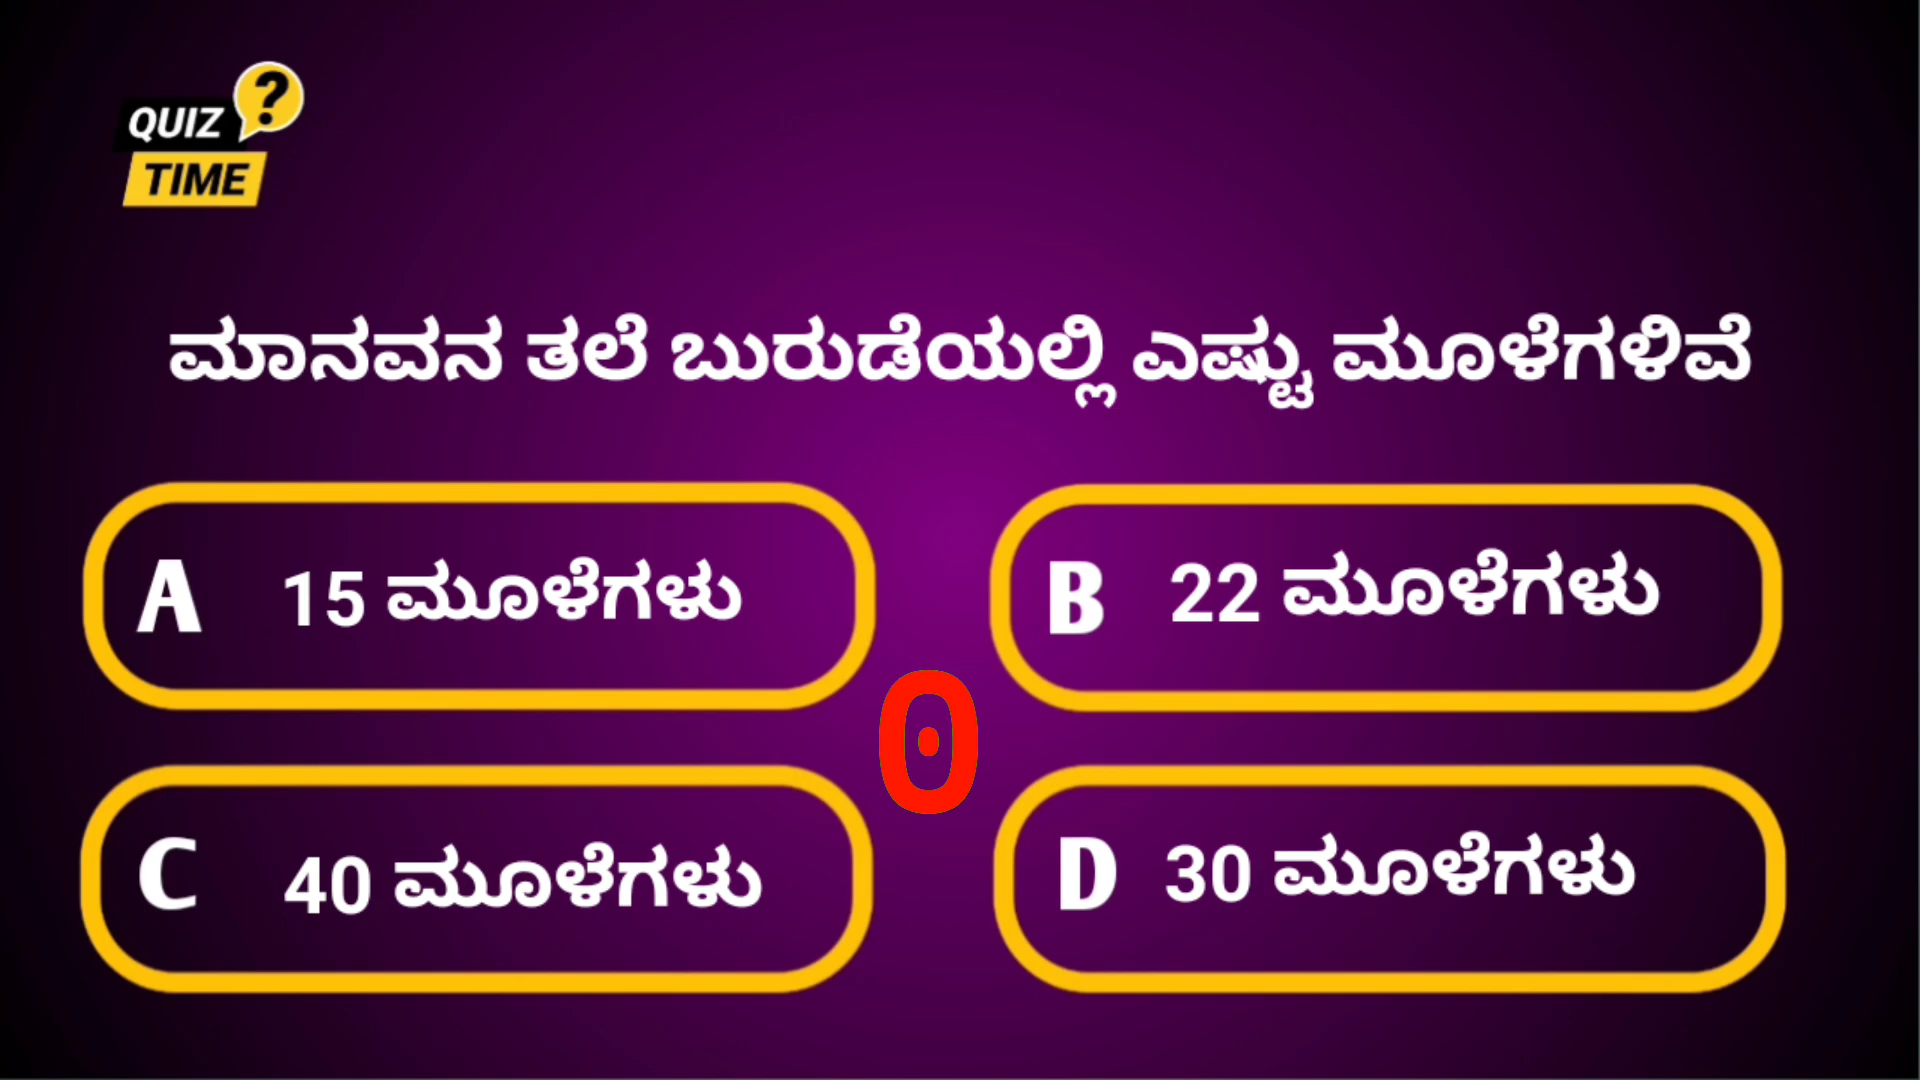 QUIZ ?
TIME
ಮಾನವನ ತಲೆ ಬುರುಡೆಯಲ್ಲಿ ಎಷ್ಟು ಮೂಳೆಗಳಿವೆ
A 15 ಮೂಳೆಗಳು
B 22 ಮೂಳೆಗಳು
0
C 40 ಮೂಳೆಗಳು
D 30 ಮೂಳೆಗಳು